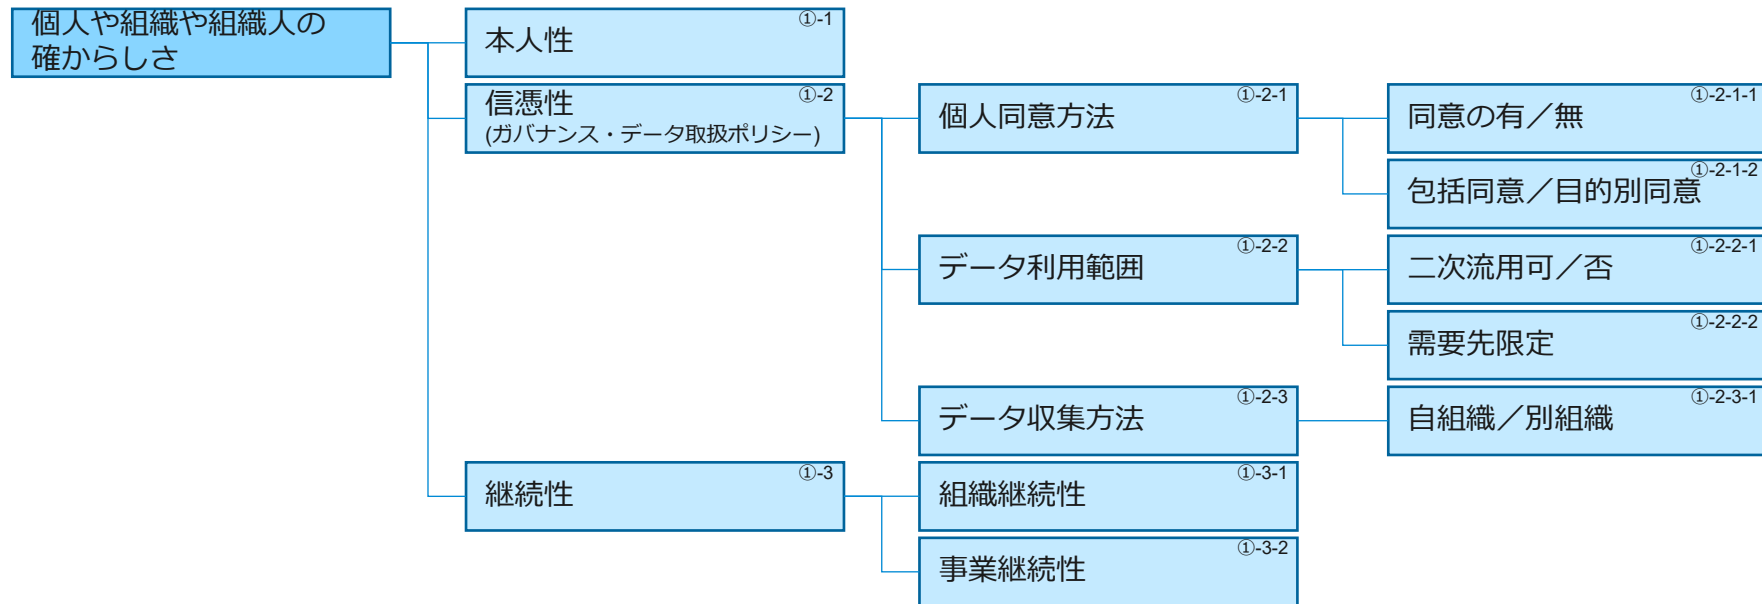 個人や組織や組織人の
確からしさ
①-1
本人性
①-2
信憑性
(ガバナンス・データ取扱ポリシー)
①-2-1
個人同意方法
①-2-1-1
同意の有／無
①-2-1-2
包括同意／目的別同意
①-2-2
データ利用範囲
①-2-2-1
二次流用可／否
①-2-2-2
需要先限定
①-2-3
データ収集方法
①-2-3-1
自組織／別組織
①-3
継続性
①-3-1
組織継続性
①-3-2
事業継続性